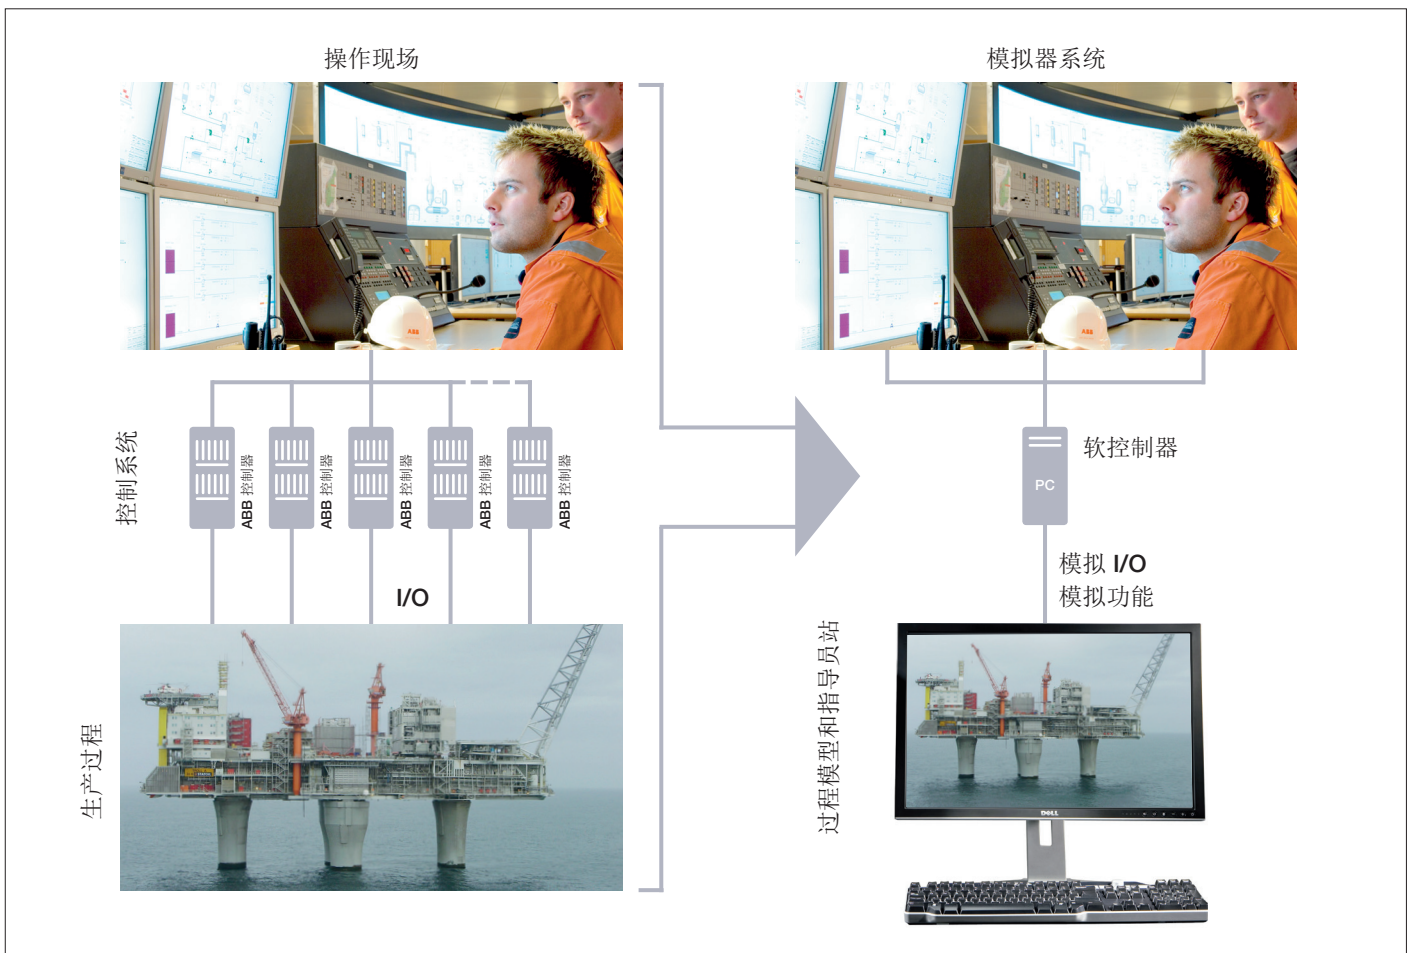 操作现场
模拟器系统
ABB
ABB
控制系统
ABB 控制器
ABB 控制器
ABB 控制器
ABB 控制器
ABB 控制器
软控制器
PC
I/O
模拟 I/O
模拟功能
生产过程
过程模型和指导员站
DELL